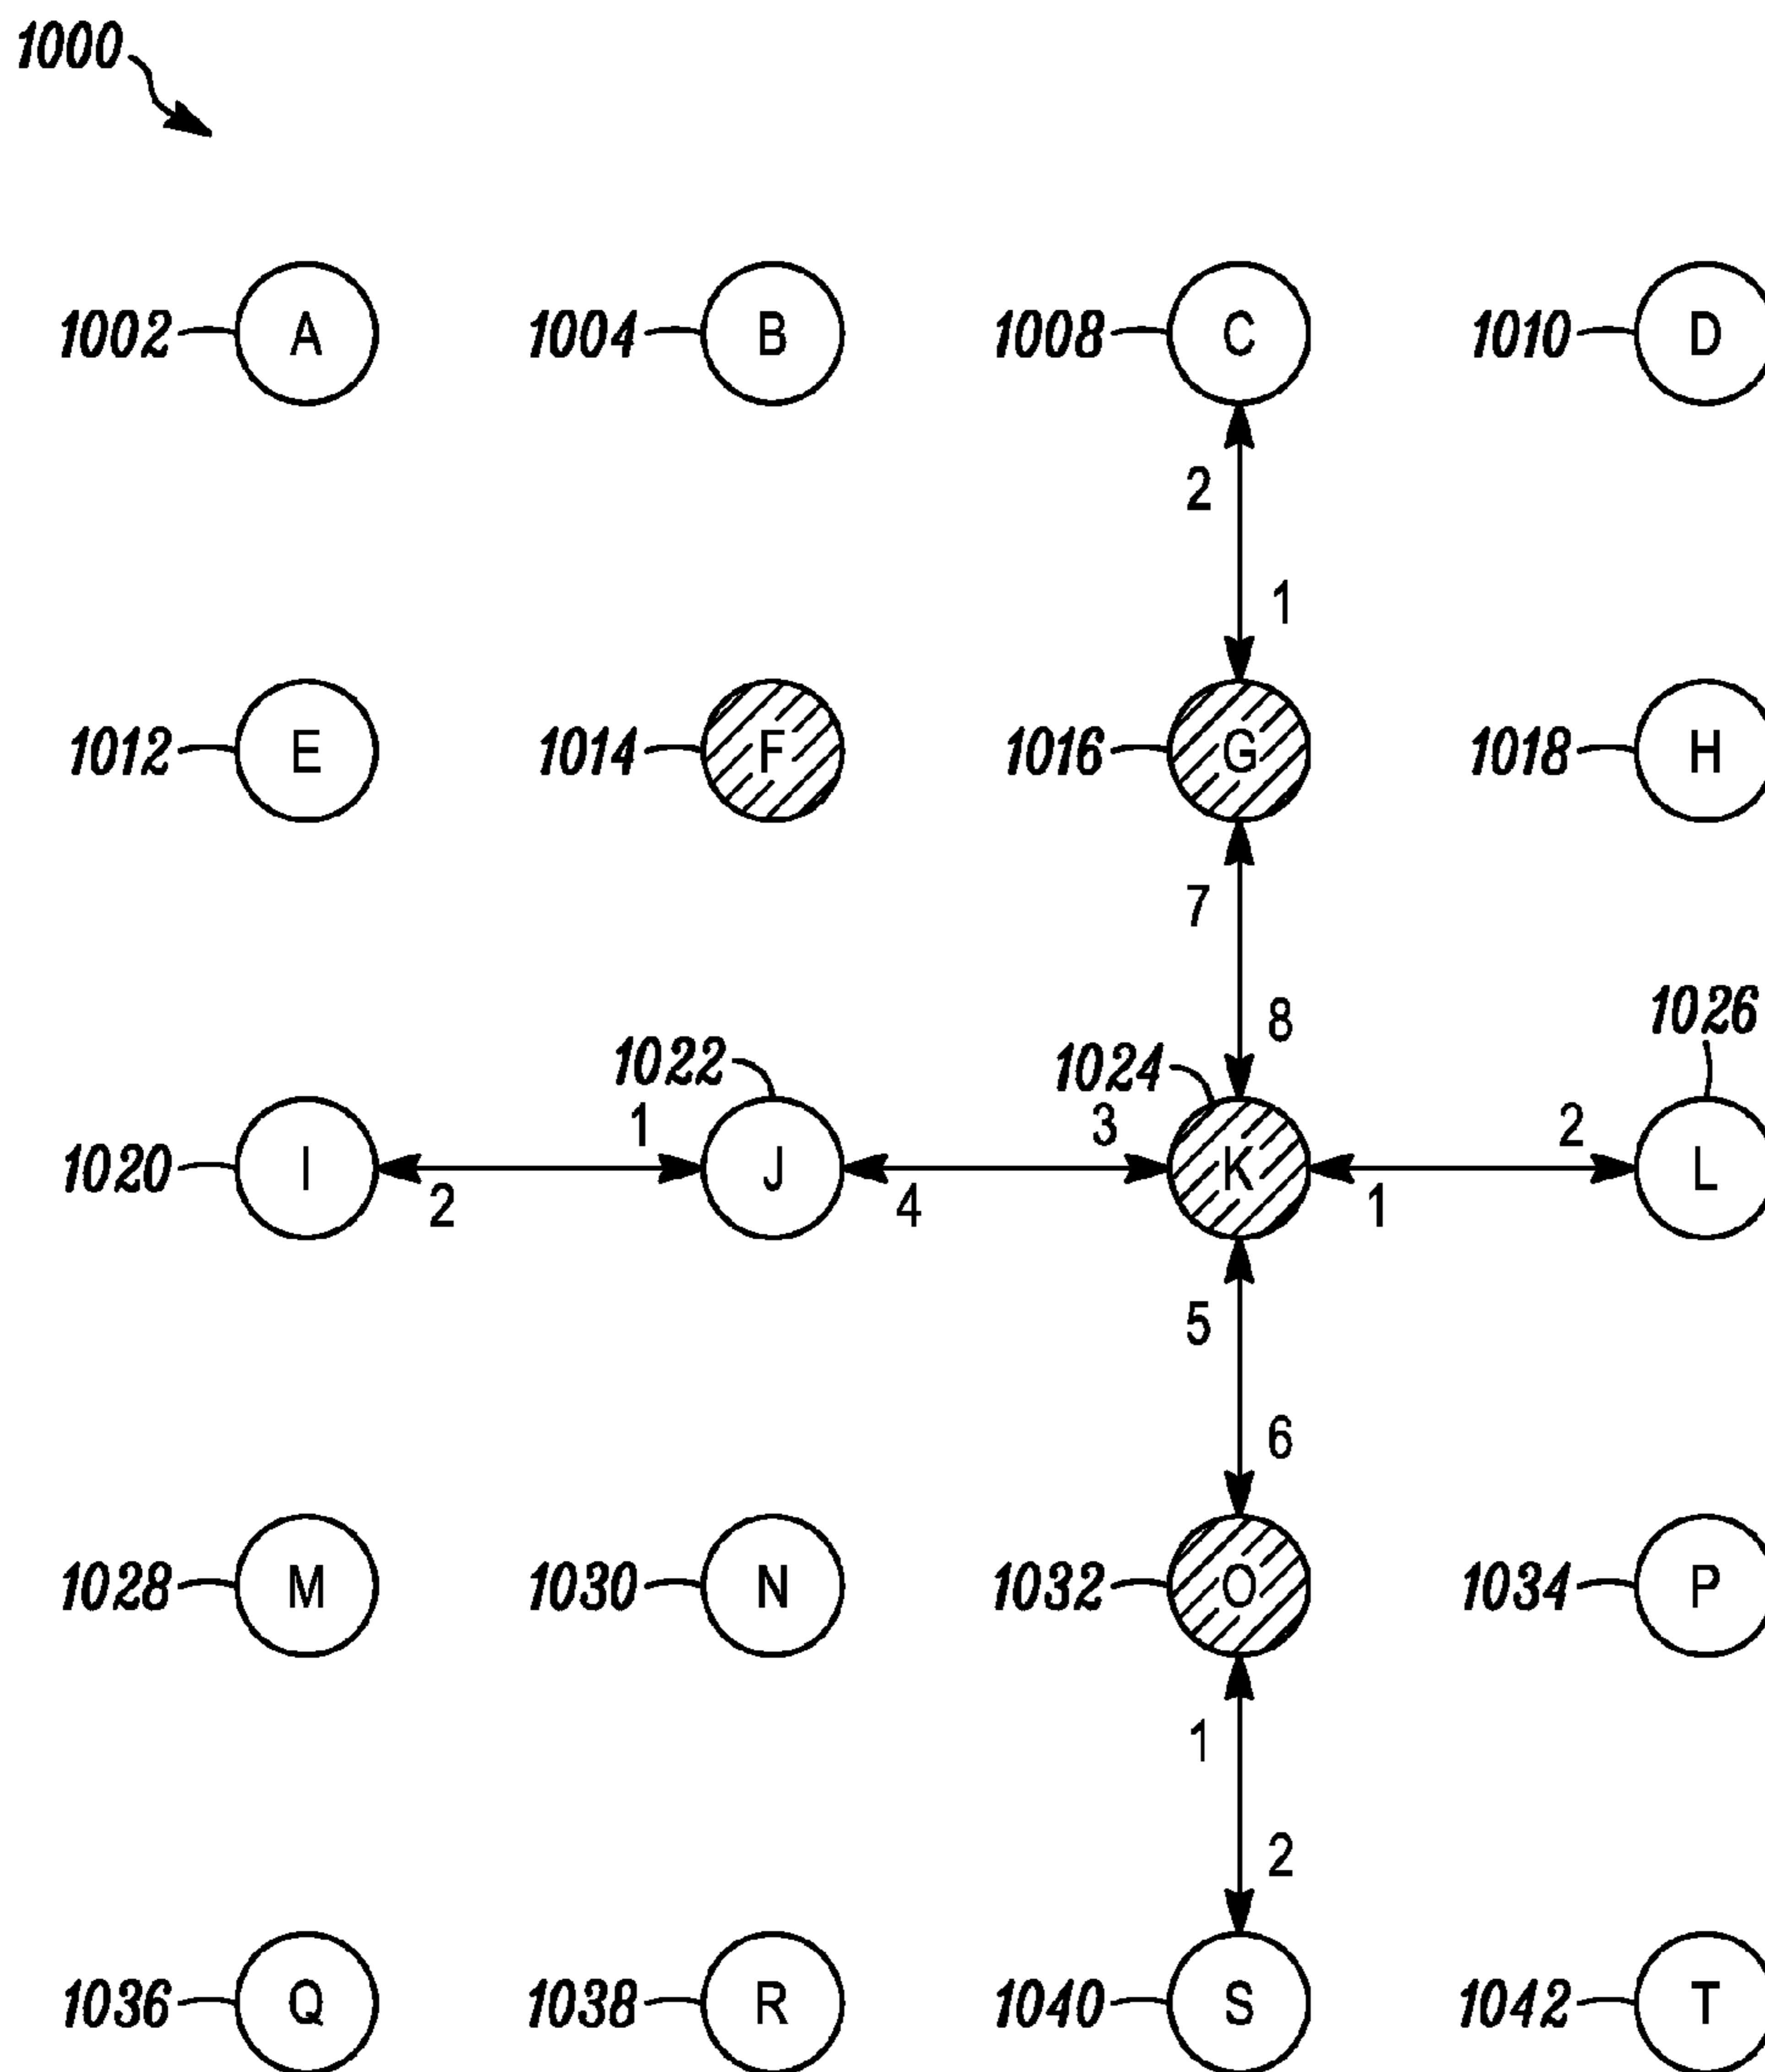 1000
1002 A 1004 B 1008 C 1010 D
2
1
1012 E 1014 F 1016 G 1018 H
7
8
1026
1022 1024
1 3 2
1020 I J K L
2 4 1
5
6
1028 M 1030 N 1032 O 1034 P
1
2
1036 Q 1038 R 1040 S 1042 T